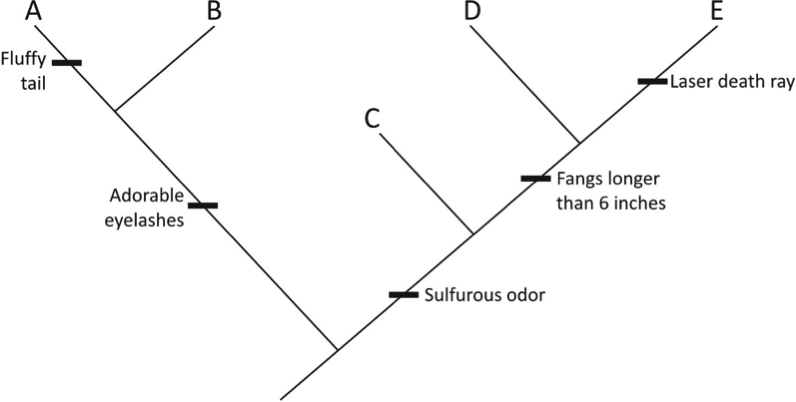 A
B
D
E
Fluffy
tail
Laser death ray
C
Fangs longer
than 6 inches
Adorable
eyelashes
Sulfurous odor